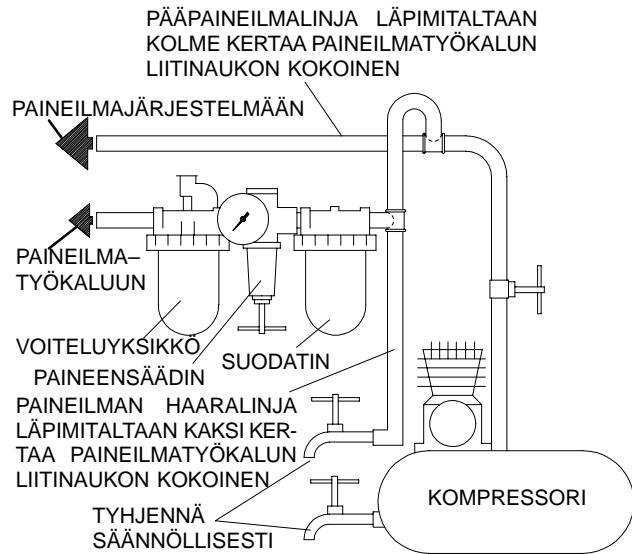 PÄÄPAINEILMALINJA LÄPIMITALTAAN
KOLME KERTAA PAINEILMATYÖKALUN
LIITINAUKON KOKOINEN
PAINEILMAJÄRJESTELMÄÄN
PAINEILMA–
TYÖKALUUN
VOITELUYKSIKKÖ
SUODATIN
PAINEENSÄÄDIN
PAINEILMAN HAARALINJA
LÄPIMITALTAAN KAKSI KER-
TAA PAINEILMATYÖKALUN
LIITINAUKON KOKOINEN
KOMPRESSORI
TYHJENNÄ
SÄÄNNÖLLISESTI